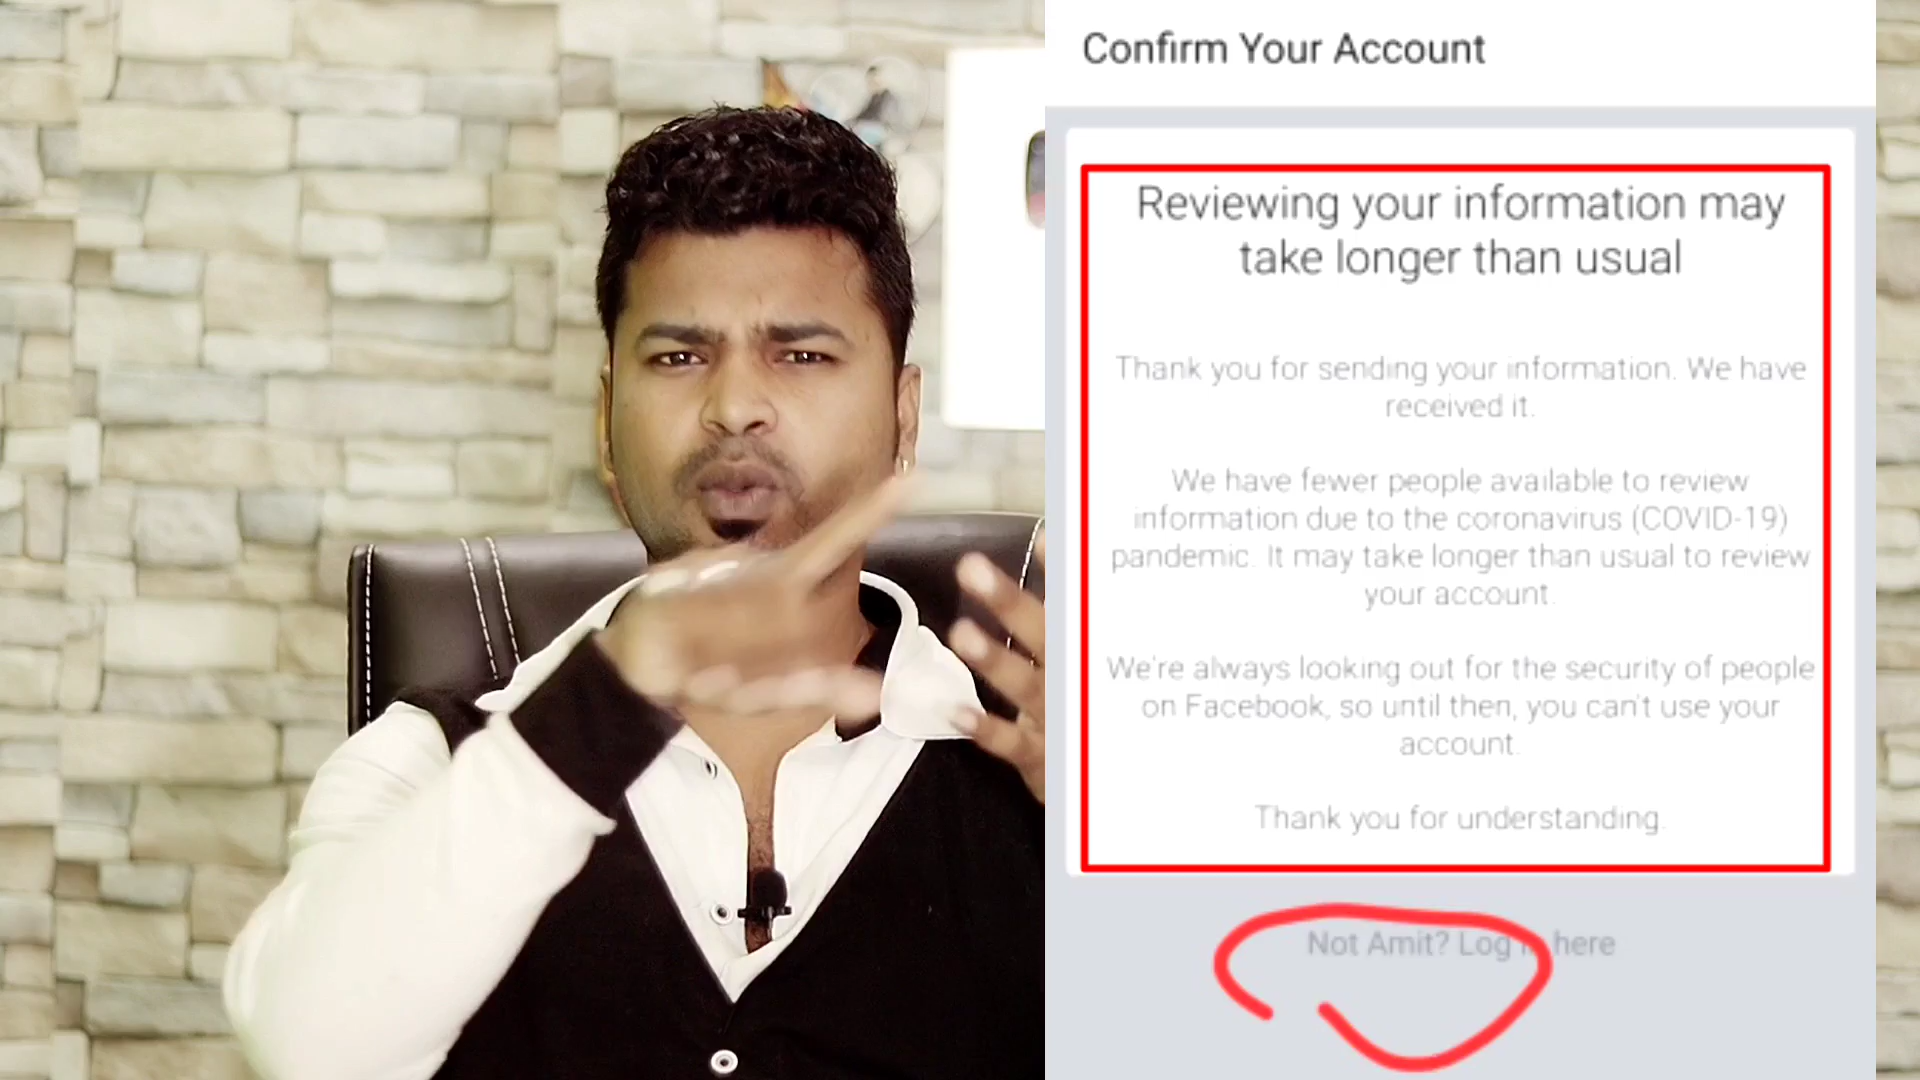 Confirm Your Account
Reviewing your information may
take longer than usual
Thank you for sending your information. We have
received it.
We have fewer people available to review
information due to the coronavirus (COVID-19)
pandemic. It may take longer than usual to review
your account.
We're always looking out for the security of people
on Facebook, so until then, you can't use your
account.
Thank you for understanding.
Not Amit? Log in here